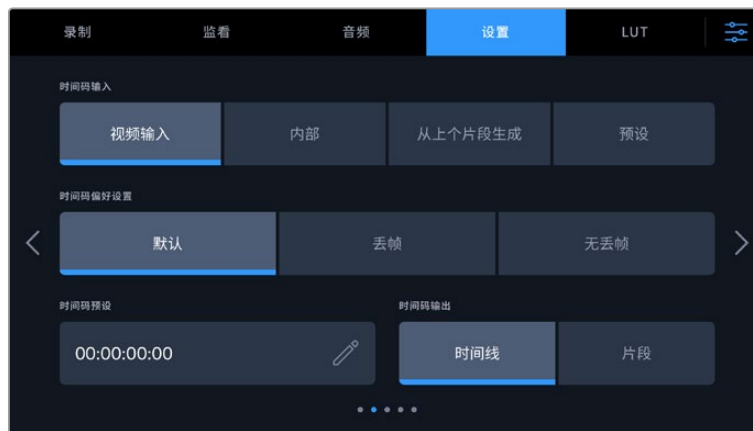 录制 监看 音频 设置 LUT
时间码输入
视频输入 内部 从上个片段生成 预设
时间码偏好设置
默认 丢帧 无丢帧
时间码预设 时间码输出
00:00:00:00 时间线 片段